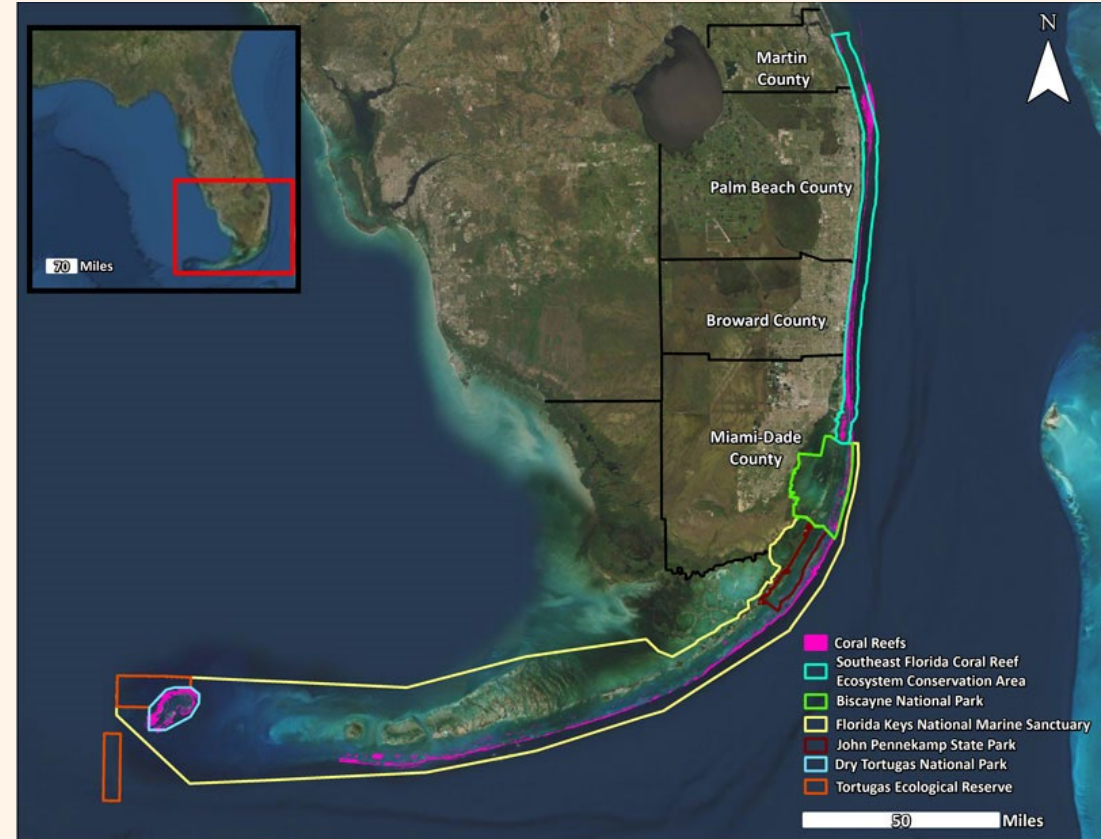 N
Martin
County
Palm Beach County
70 Miles
Broward County
Miami-Dade
County
Coral Reefs
Southeast Florida Coral Reef
Ecosystem Conservation Area
Biscayne National Park
Florida Keys National Marine Sanctuary
John Pennekamp State Park
Dry Tortugas National Park
Tortugas Ecological Reserve
50 Miles